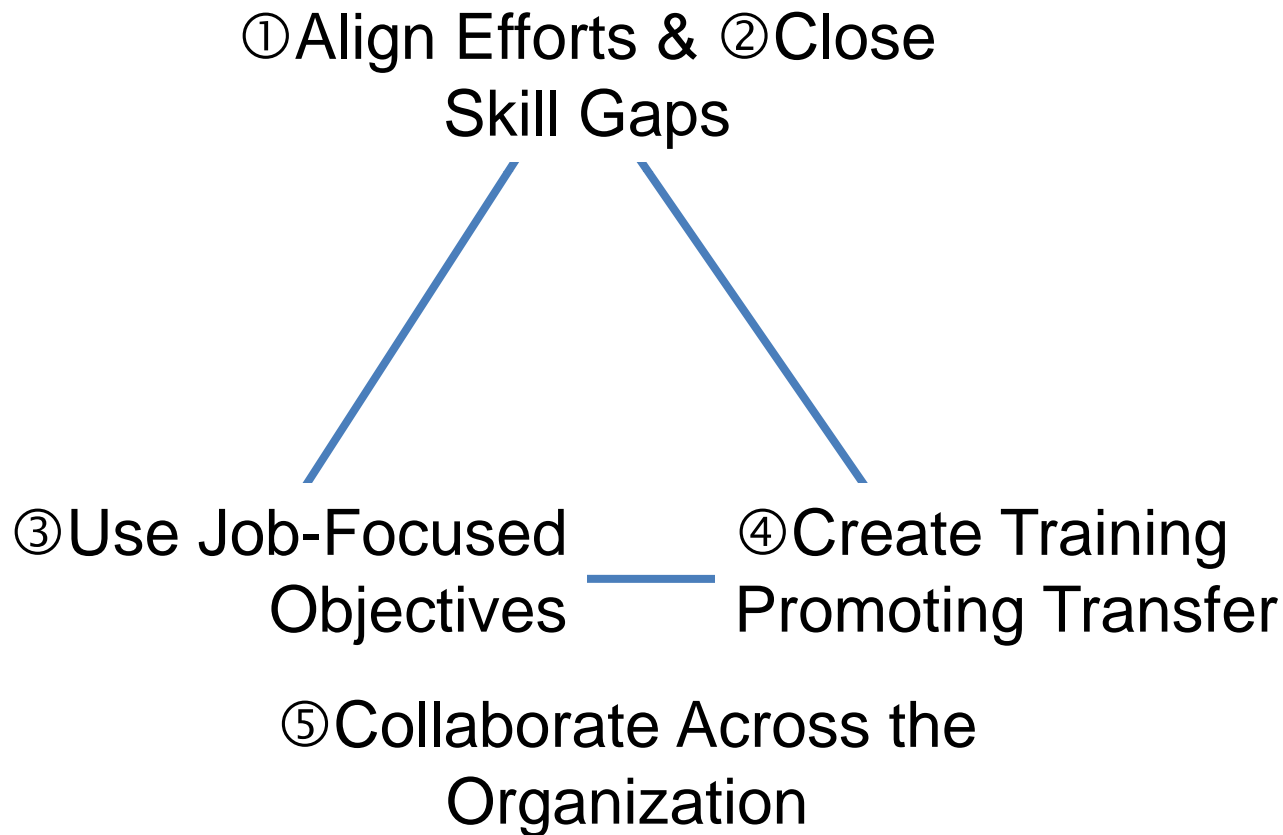 ①Align Efforts & ②Close
Skill Gaps
③Use Job-Focused
Objectives
④Create Training
Promoting Transfer
⑤Collaborate Across the
Organization